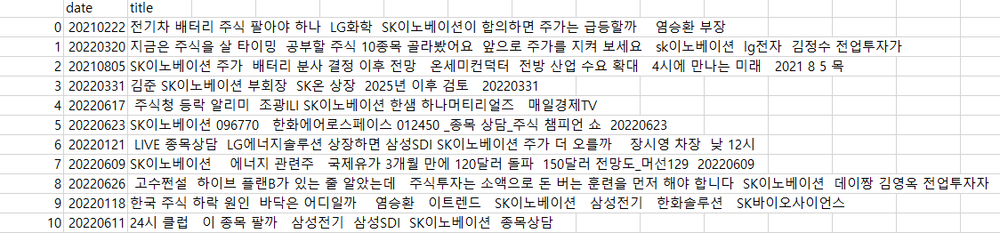 date title
0 20210222 전기차 배터리 주식 팔아야 하나 LG화학 SK이노베이션이 합의하면 주가는 급등할까 염승환 부장
1 20220320 지금은 주식을 살 타이밍 공부할 주식 10종목 골라봤어요 앞으로 주가를 지켜 보세요 sk이노베이션 lg전자 김정수 전업투자가
2 20210805 SK이노베이션 주가 배터리 분사 결정 이후 전망 온세미컨덕터 전방 산업 수요 확대 4시에 만나는 미래 2021 8 5 목
3 20220331 김준 SK이노베이션 부회장 SK온 상장 2025년 이후 검토 20220331
4 20220617 주식청 등락 알리미 조광ILI SK이노베이션 한샘 하나머티리얼즈 매일경제TV
5 20220623 SK이노베이션 096770 한화에어로스페이스 012450 _종목 상담_주식 챔피언 쇼 20220623
6 20220121 LIVE 종목상담 LG에너지솔루션 상장하면 삼성SDI SK이노베이션 주가 더 오를까 장시영 차장 낮 12시
7 20220609 SK이노베이션 에너지 관련주 국제유가 3개월 만에 120달러 돌파 150달러 전망도_머선129 20220609
8 20220626 고수쩐설 하이브 플랜B가 있는 줄 알았는데 주식투자는 소액으로 돈 버는 훈련을 먼저 해야 합니다 SK이노베이션 데이짱 김영옥 전업투자자
9 20220118 한국 주식 하락 원인 바닥은 어디일까 염승환 이트렌드 SK이노베이션 삼성전기 한화솔루션 SK바이오사이언스
10 20220611 24시 클럽 이 종목 팔까 삼성전기 삼성SDI SK이노베이션 종목상담